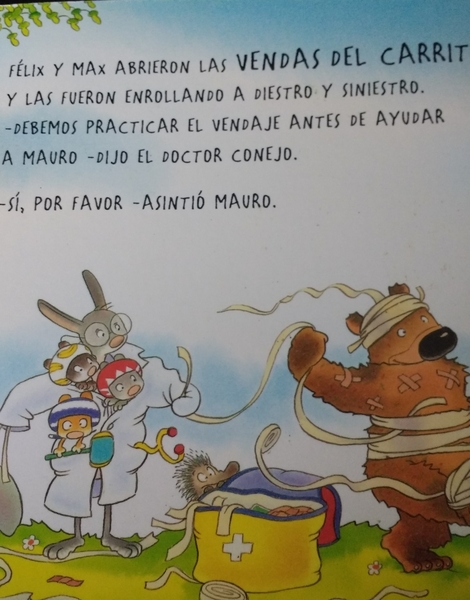 FÉLIX Y MAX ABRIERON LAS VENDAS DEL CARRIT
Y LAS FUERON ENROLLANDO A DIESTRO Y SINIESTRO.
-DEBEMOS PRACTICAR EL VENDAJE ANTES DE AYUDAR
A MAURO -DIJO EL DOCTOR CONEJO.
-SÍ, POR FAVOR -ASINTIÓ MAURO.